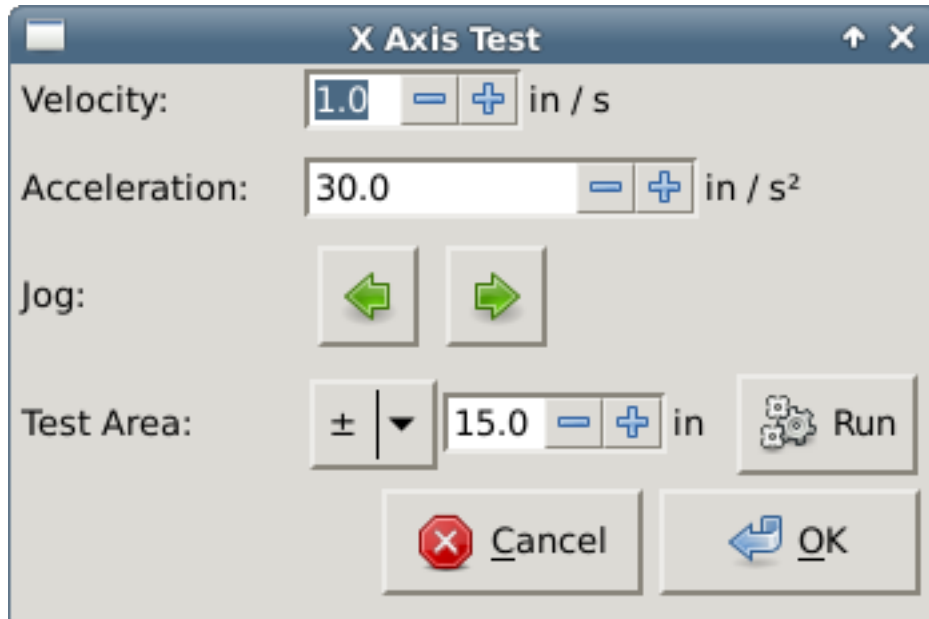 X Axis Test
Velocity: 1.0 in / s
Acceleration: 30.0 in / s²
Jog:
Test Area: ± 15.0 in Run
Cancel OK